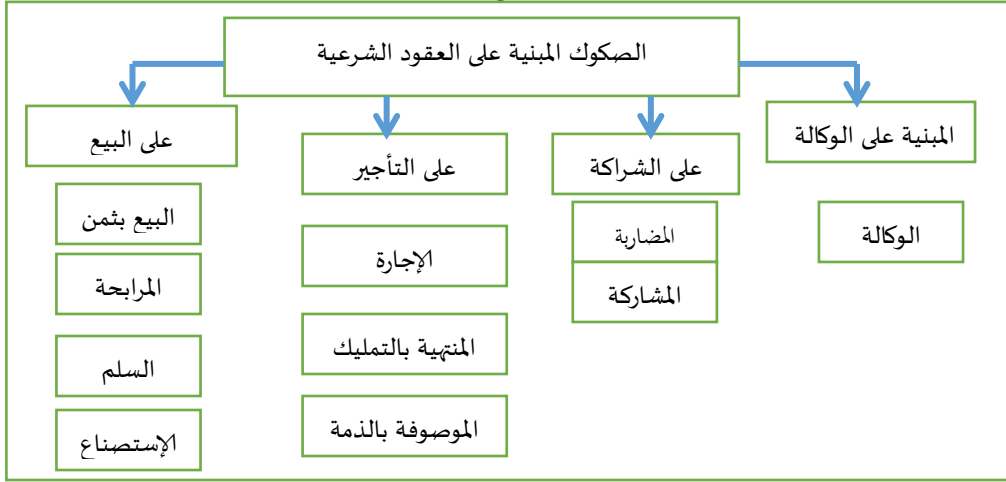 الصكوك المبنية على العقود الشرعية
المبنية على الوكالة
الوكالة
على الشراكة
المضاربة
المشاركة
على التأجير
الإجارة
المنتهية بالتمليك
الموصوفة بالذمة
على البيع
البيع بثمن
المرابحة
السلم
الإستصناع